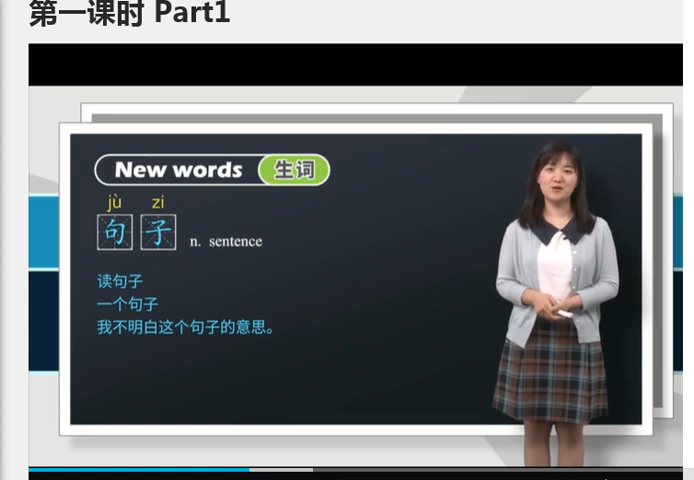 第一课时 Part1
New words 生词
jù zi
句子 n. sentence
读句子
一个句子
我不明白这个句子的意思。